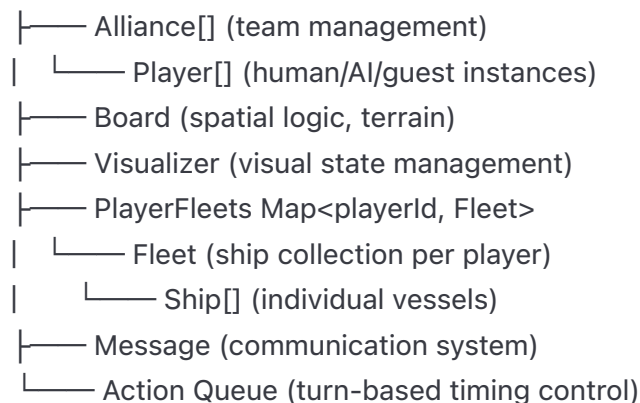 ├── Alliance[] (team management)
│ └── Player[] (human/AI/guest instances)
├── Board (spatial logic, terrain)
├── Visualizer (visual state management)
├── PlayerFleets Map<playerId, Fleet>
│ └── Fleet (ship collection per player)
│ └── Ship[] (individual vessels)
├── Message (communication system)
└── Action Queue (turn-based timing control)